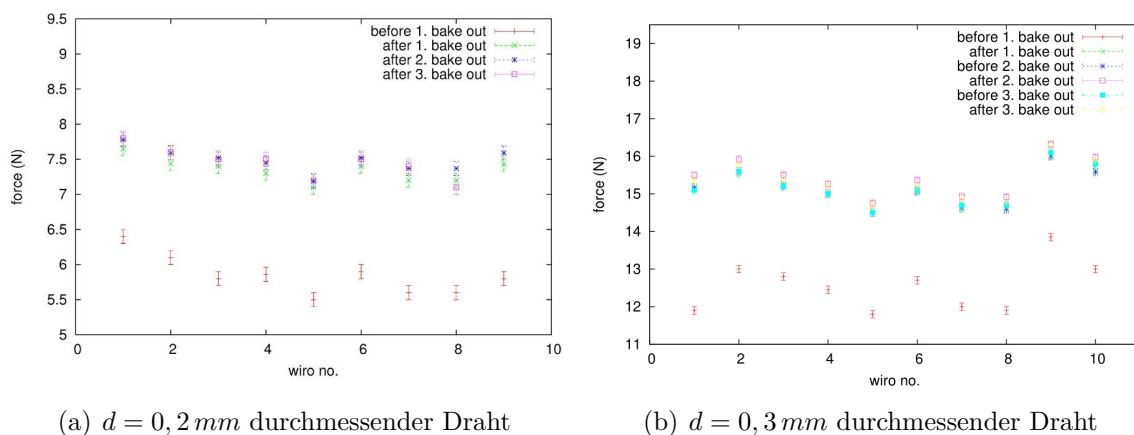 9.5
9
8.5
8
7.5
7
6.5
6
5.5
5
force (N)
before 1. bake out
after 1. bake out
after 2. bake out
after 3. bake out
0 2 4 6 8 10
wiro no.
(a) d = 0, 2 mm durchmessender Draht
19
18
17
16
15
14
13
12
11
force (N)
before 1. bake out
after 1. bake out
before 2. bake out
after 2. bake out
before 3. bake out
after 3. bake out
0 2 4 6 8 10
wiro no.
(b) d = 0, 3 mm durchmessender Draht